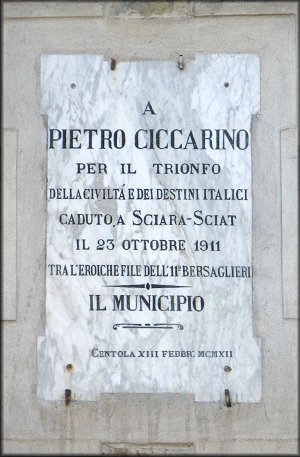 A
PIETRO CICCARINO
PER IL TRIONFO
DELLA CIVILTÁ E DEI DESTINI ITALICI
CADUTO A SCIARA-SCIAT
IL 23 OTTOBRE 1911
TRA L'EROICHE FILE DELL'11º BERSAGLIERI
IL MUNICIPIO
CENTOLA XIII FEBBR. MCMXII